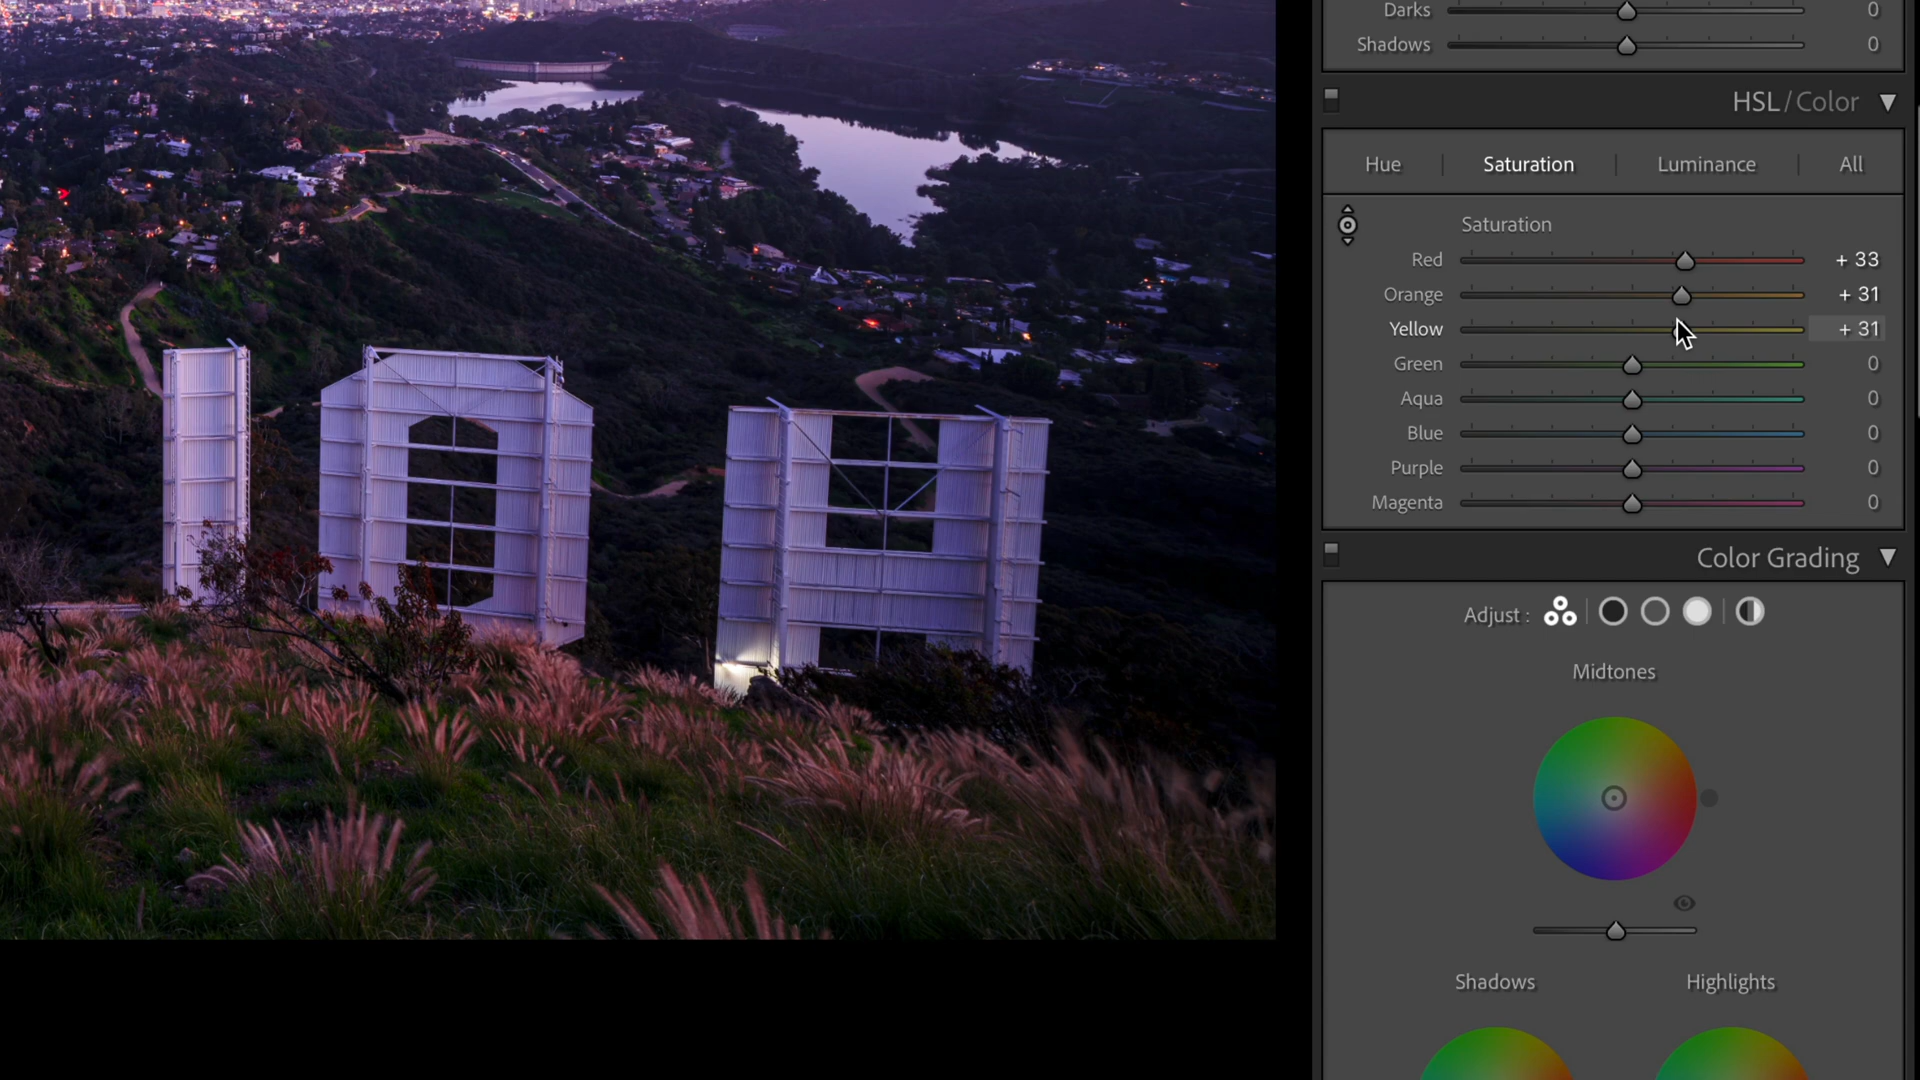 Darks 0
Shadows 0
HSL / Color
Hue Saturation Luminance All
Saturation
Red + 33
Orange + 31
Yellow + 31
Green 0
Aqua 0
Blue 0
Purple 0
Magenta 0
Color Grading
Adjust :
Midtones
Shadows Highlights